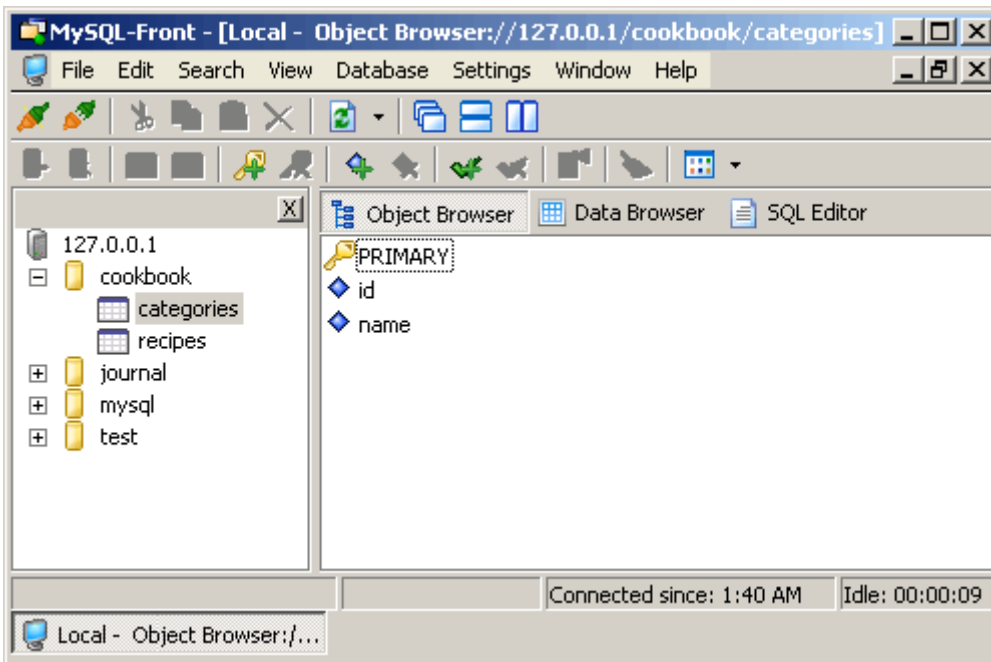 MySQL-Front - [Local - Object Browser://127.0.0.1/cookbook/categories]
File Edit Search View Database Settings Window Help
X
Object Browser Data Browser SQL Editor
127.0.0.1
cookbook
categories
recipes
journal
mysql
test
PRIMARY
id
name
Connected since: 1:40 AM Idle: 00:00:09
Local - Object Browser:/...